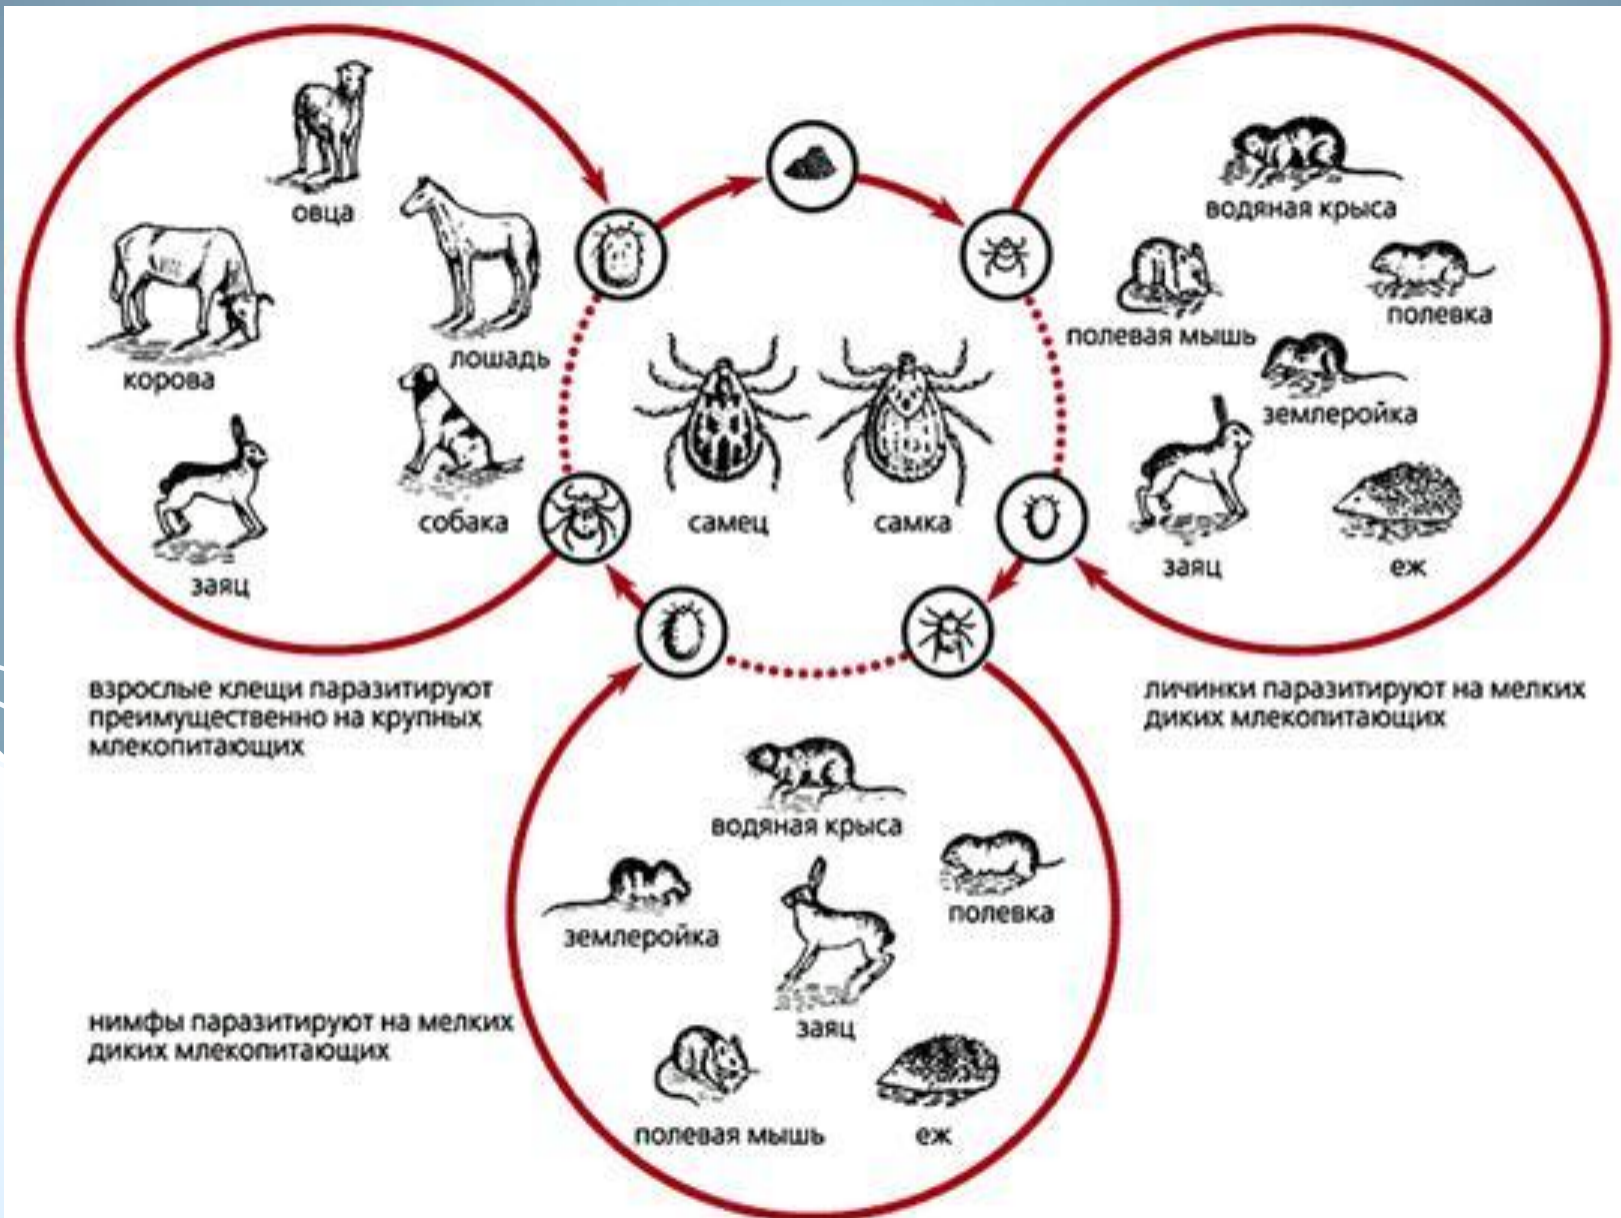 овца
лошадь
корова
собака
заяц
самец
самка
водяная крыса
полевая мышь
полевка
землеройка
заяц
еж
взрослые клещи паразитируют
преимущественно на крупных
млекопитающих
личинки паразитируют на мелких
диких млекопитающих
водяная крыса
полевка
землеройка
заяц
нимфы паразитируют на мелких
диких млекопитающих
полевая мышь
еж